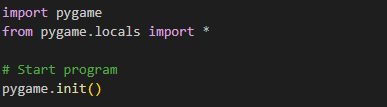 import pygame
from pygame.locals import *
# Start program
pygame.init()